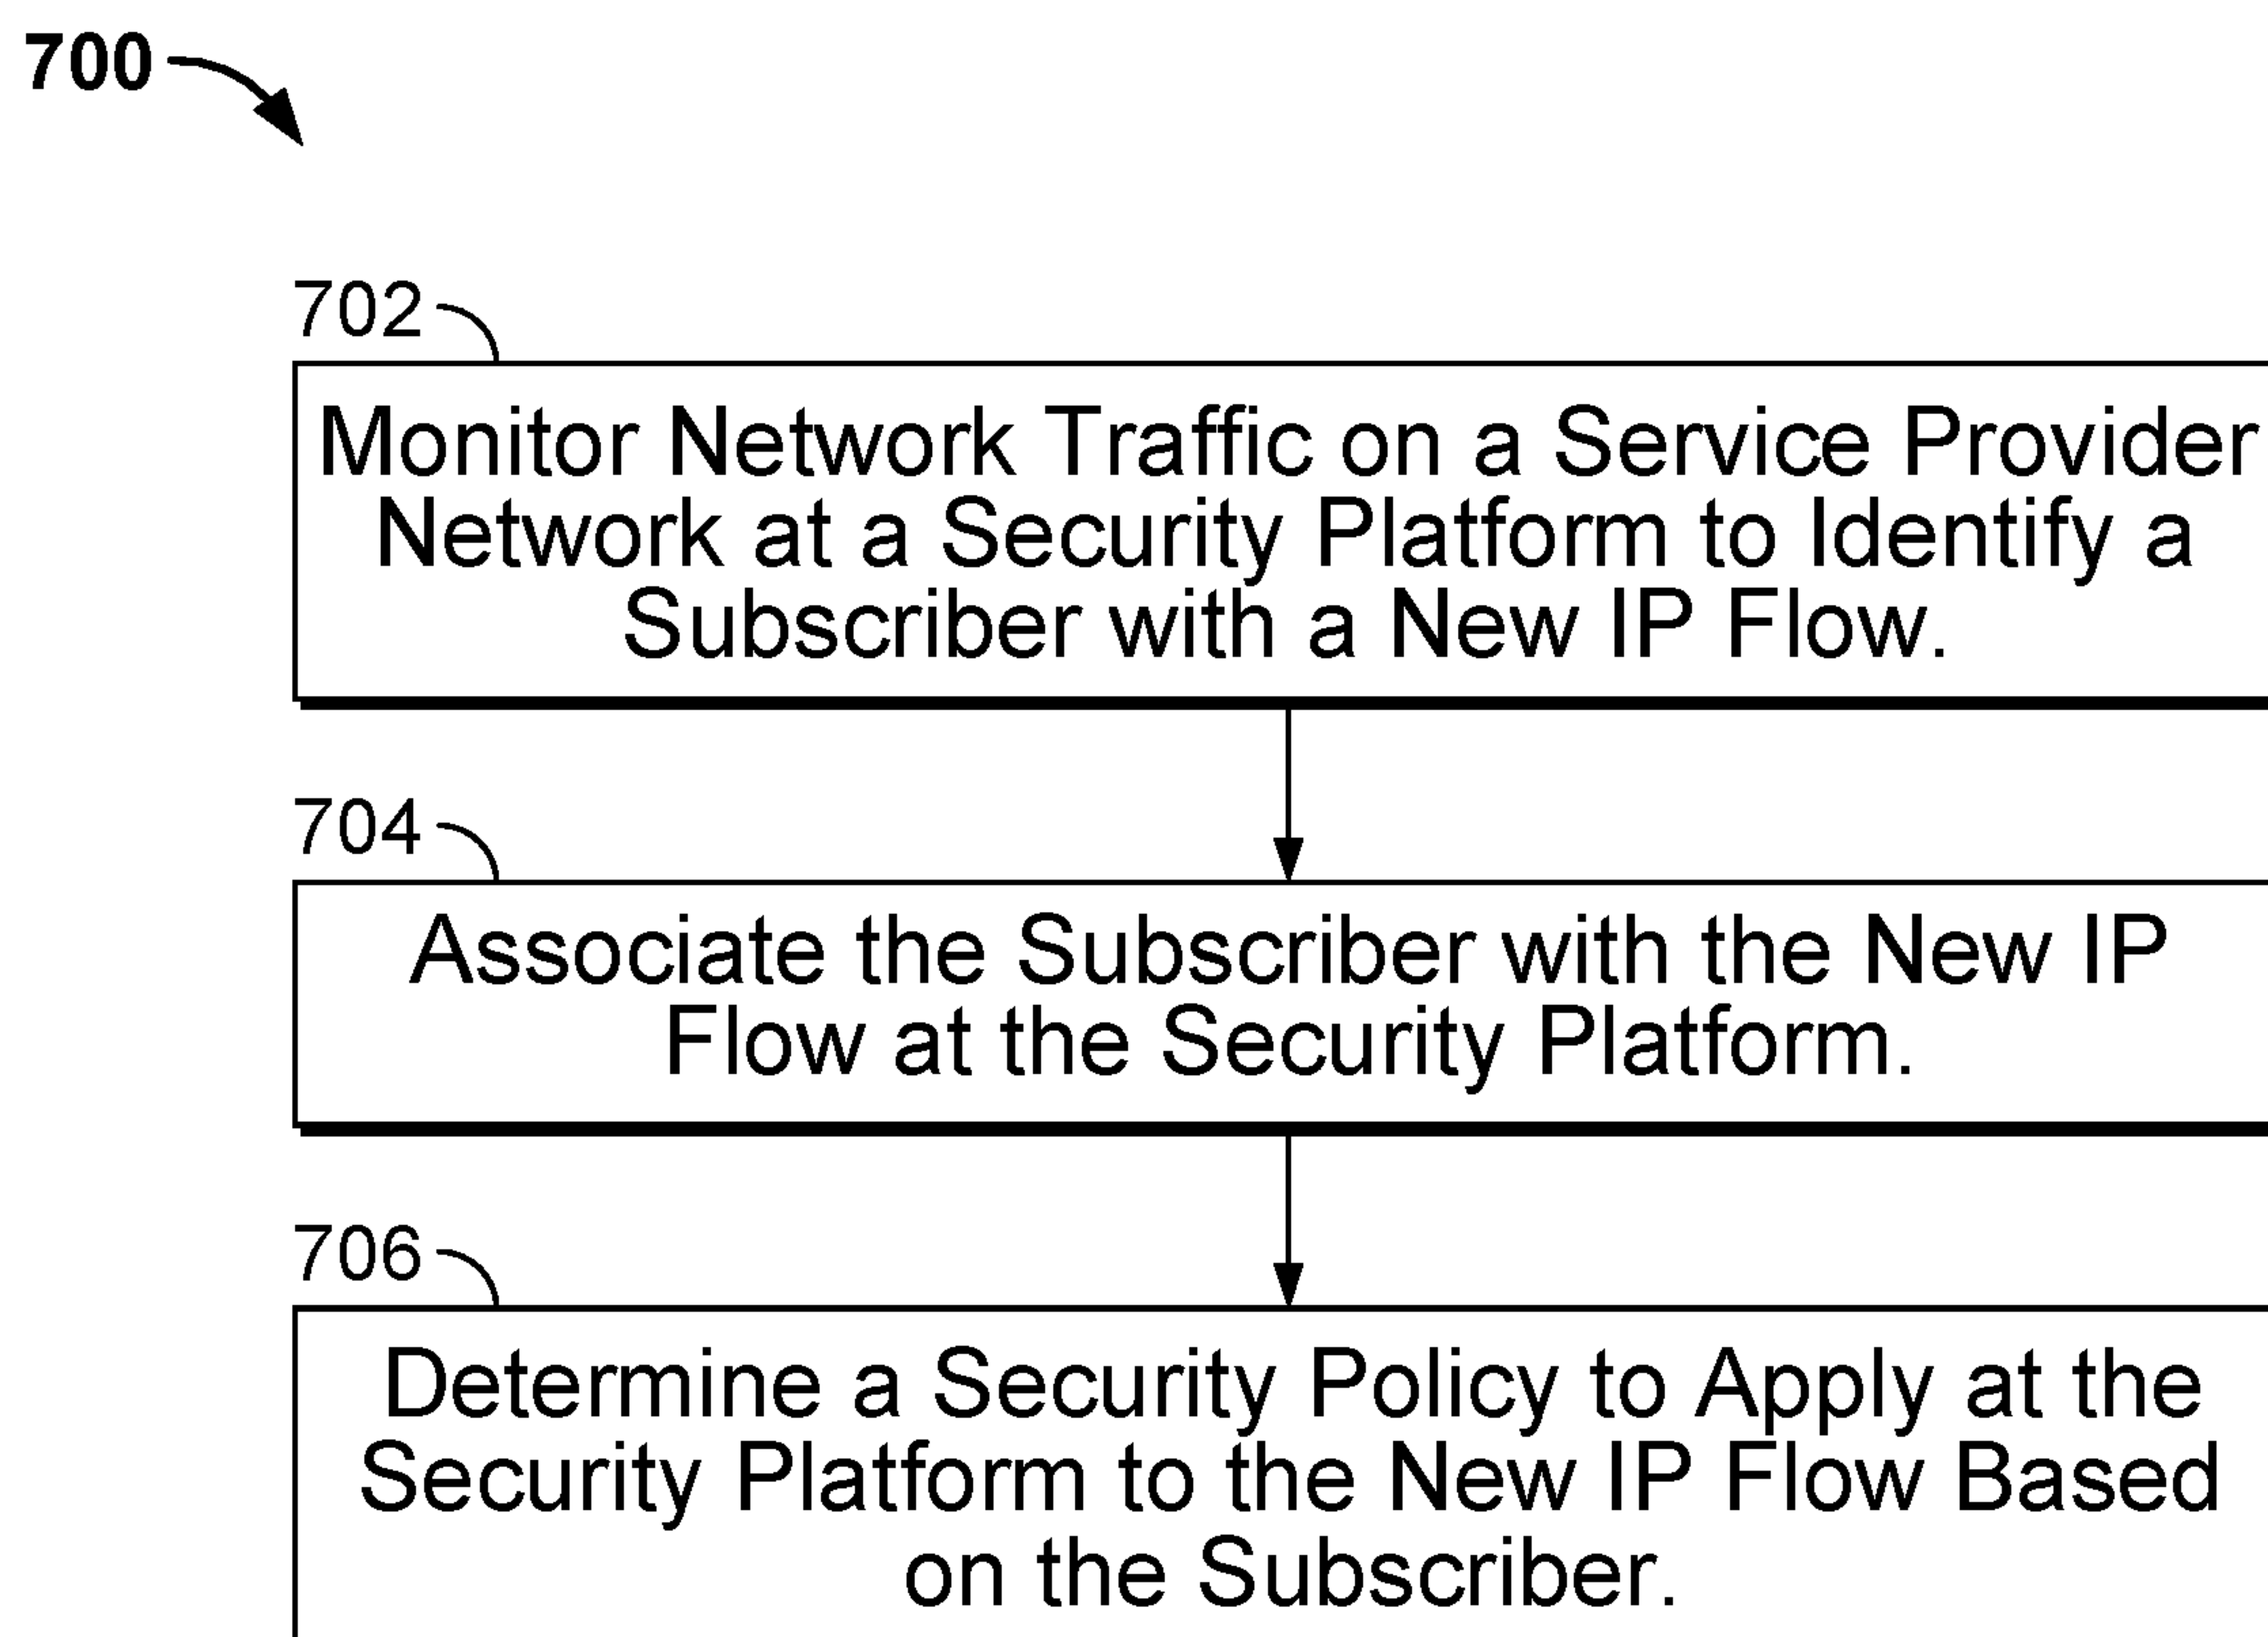 700
702
Monitor Network Traffic on a Service Provider
Network at a Security Platform to Identify a
Subscriber with a New IP Flow.
704
Associate the Subscriber with the New IP
Flow at the Security Platform.
706
Determine a Security Policy to Apply at the
Security Platform to the New IP Flow Based
on the Subscriber.